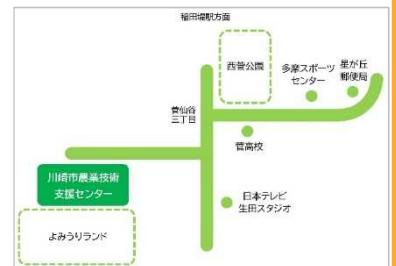 稲田堤駅方面
西菅公園
多摩スポーツ
センター
星が丘
郵便局
菅仙谷
三丁目
菅高校
川崎市農業技術
支援センター
日本テレビ
生田スタジオ
よみうりランド